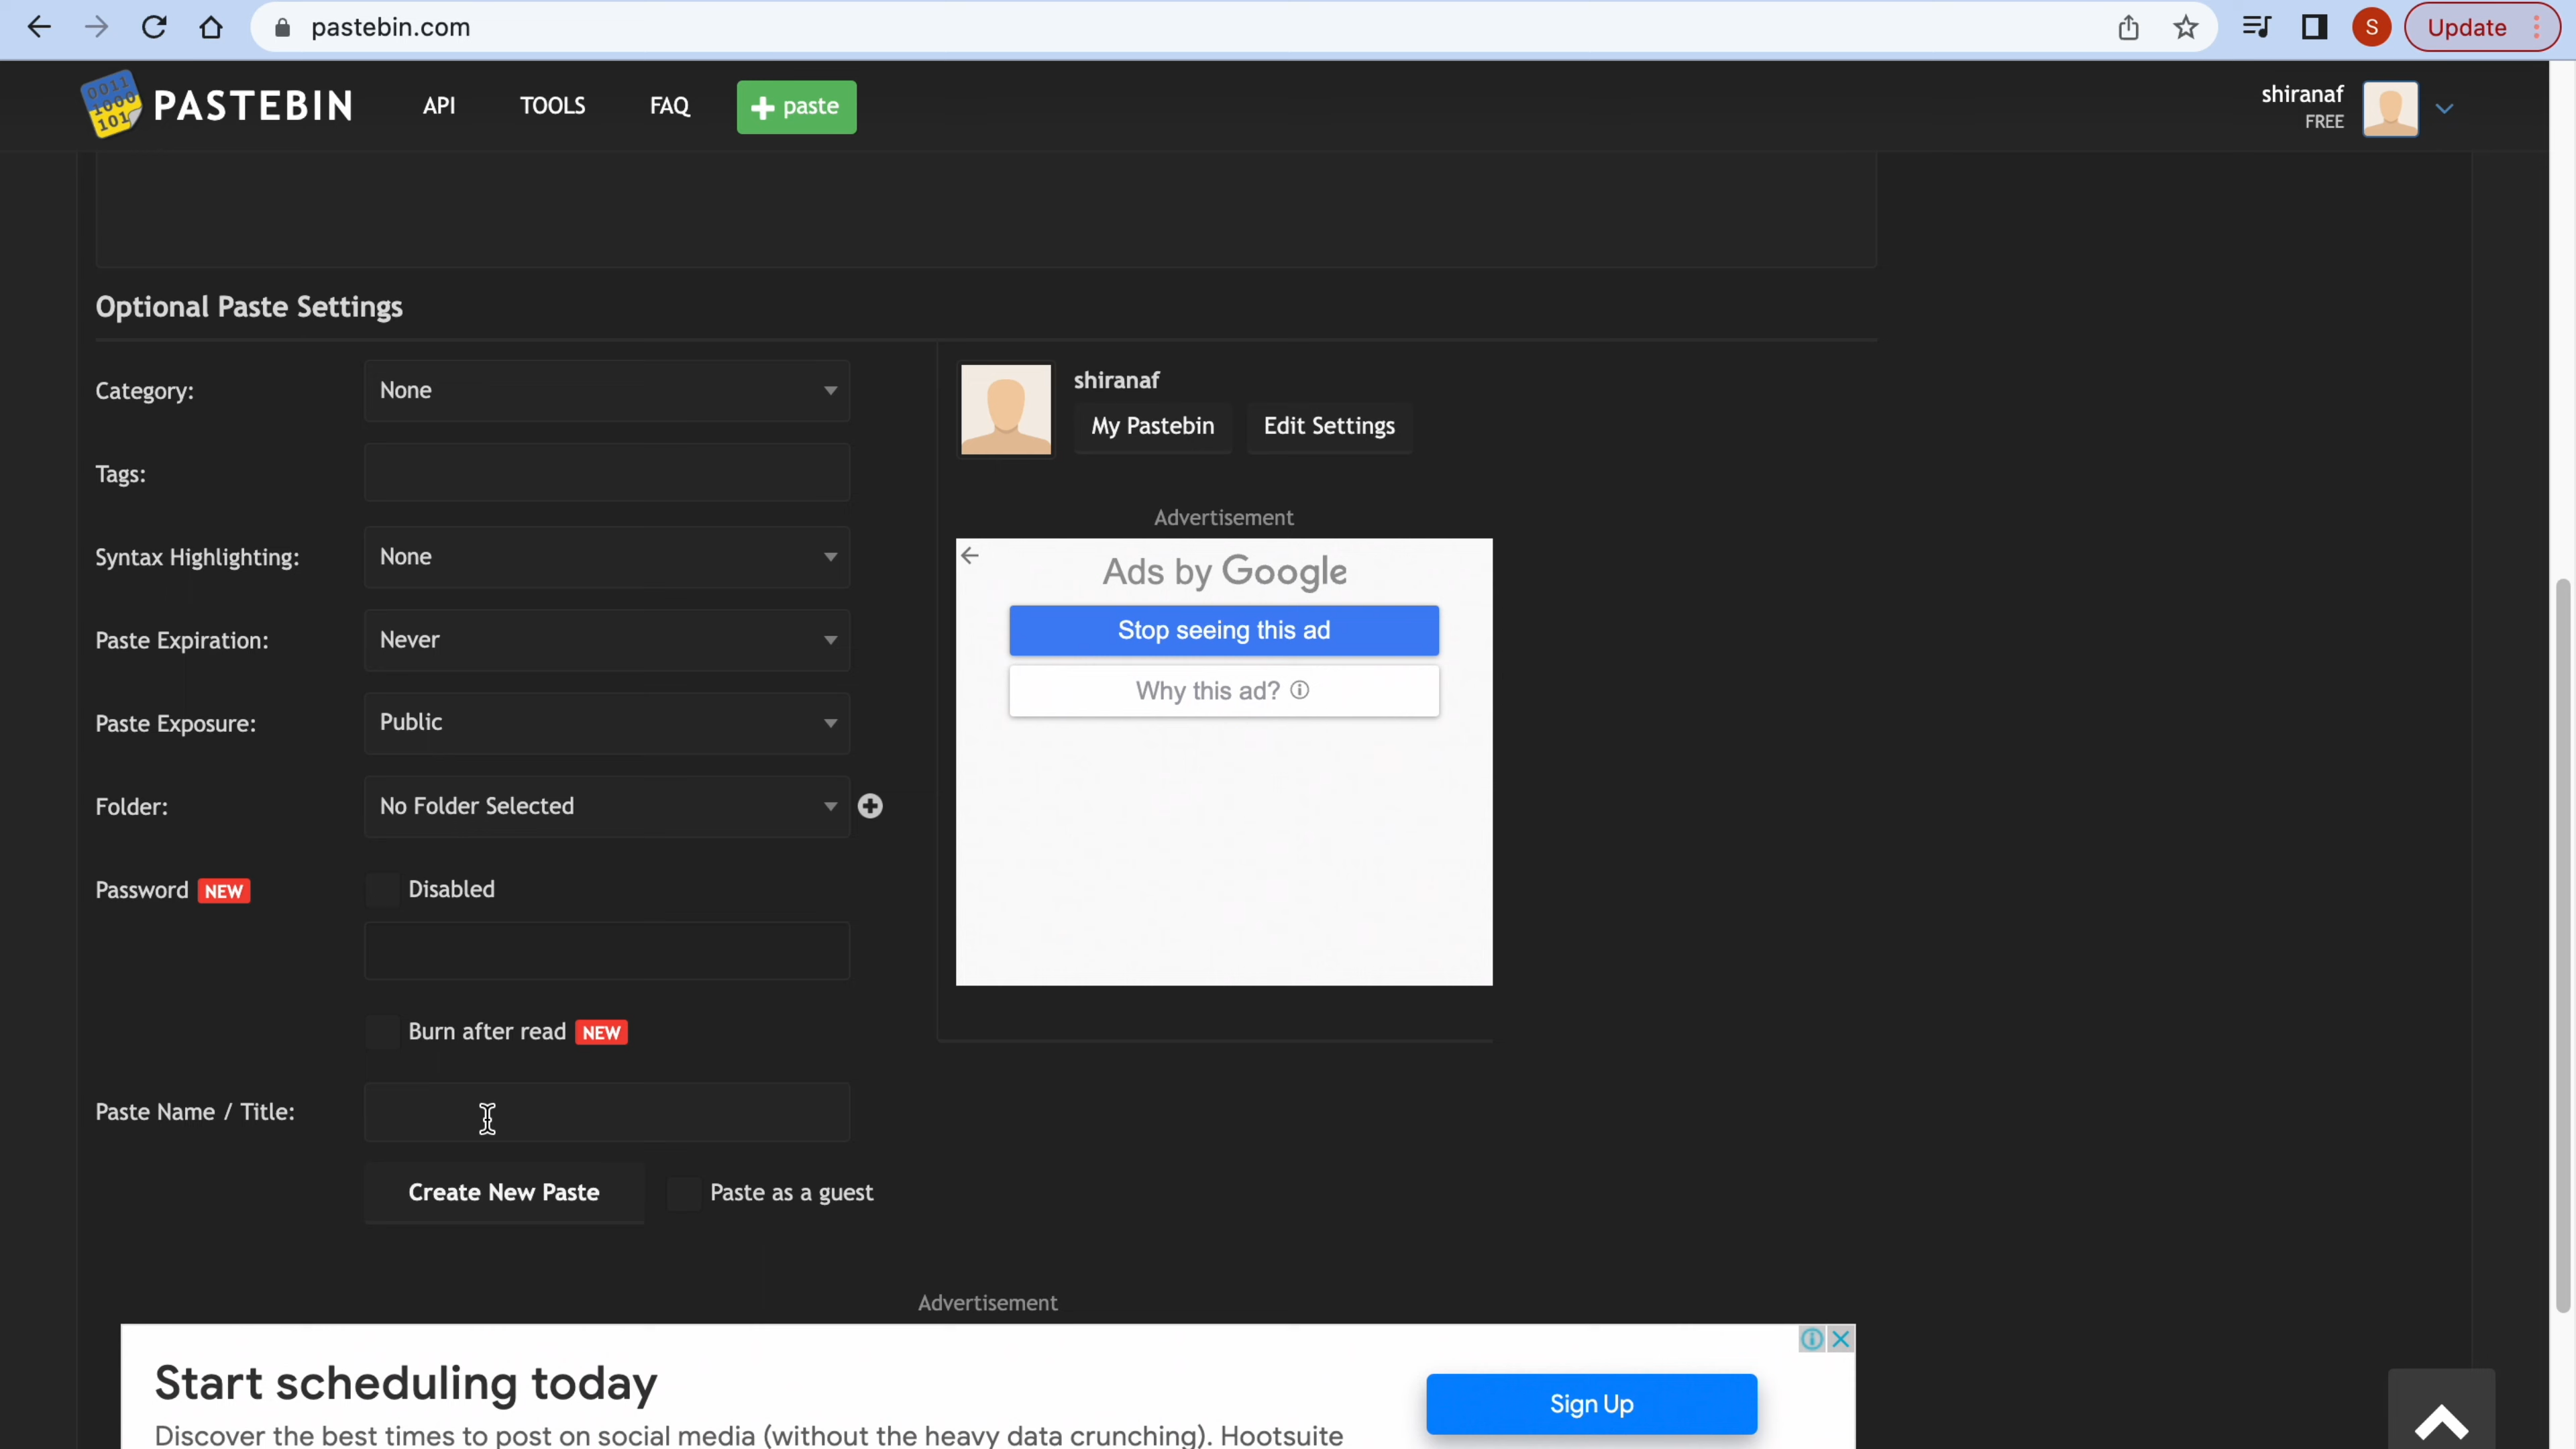 pastebin.com
S
Update
0011
1000
101
PASTEBIN
API
TOOLS
FAQ
paste
shiranaf
FREE
Optional Paste Settings
Category:
None
Tags:
Syntax Highlighting:
None
Paste Expiration:
Never
Paste Exposure:
Public
Folder:
No Folder Selected
Password NEW
Disabled
Burn after read NEW
Paste Name / Title:
Create New Paste
Paste as a guest
shiranaf
My Pastebin
Edit Settings
Advertisement
Ads by Google
Stop seeing this ad
Why this ad?
Advertisement
Start scheduling today
Discover the best times to post on social media (without the heavy data crunching). Hootsuite
Sign Up